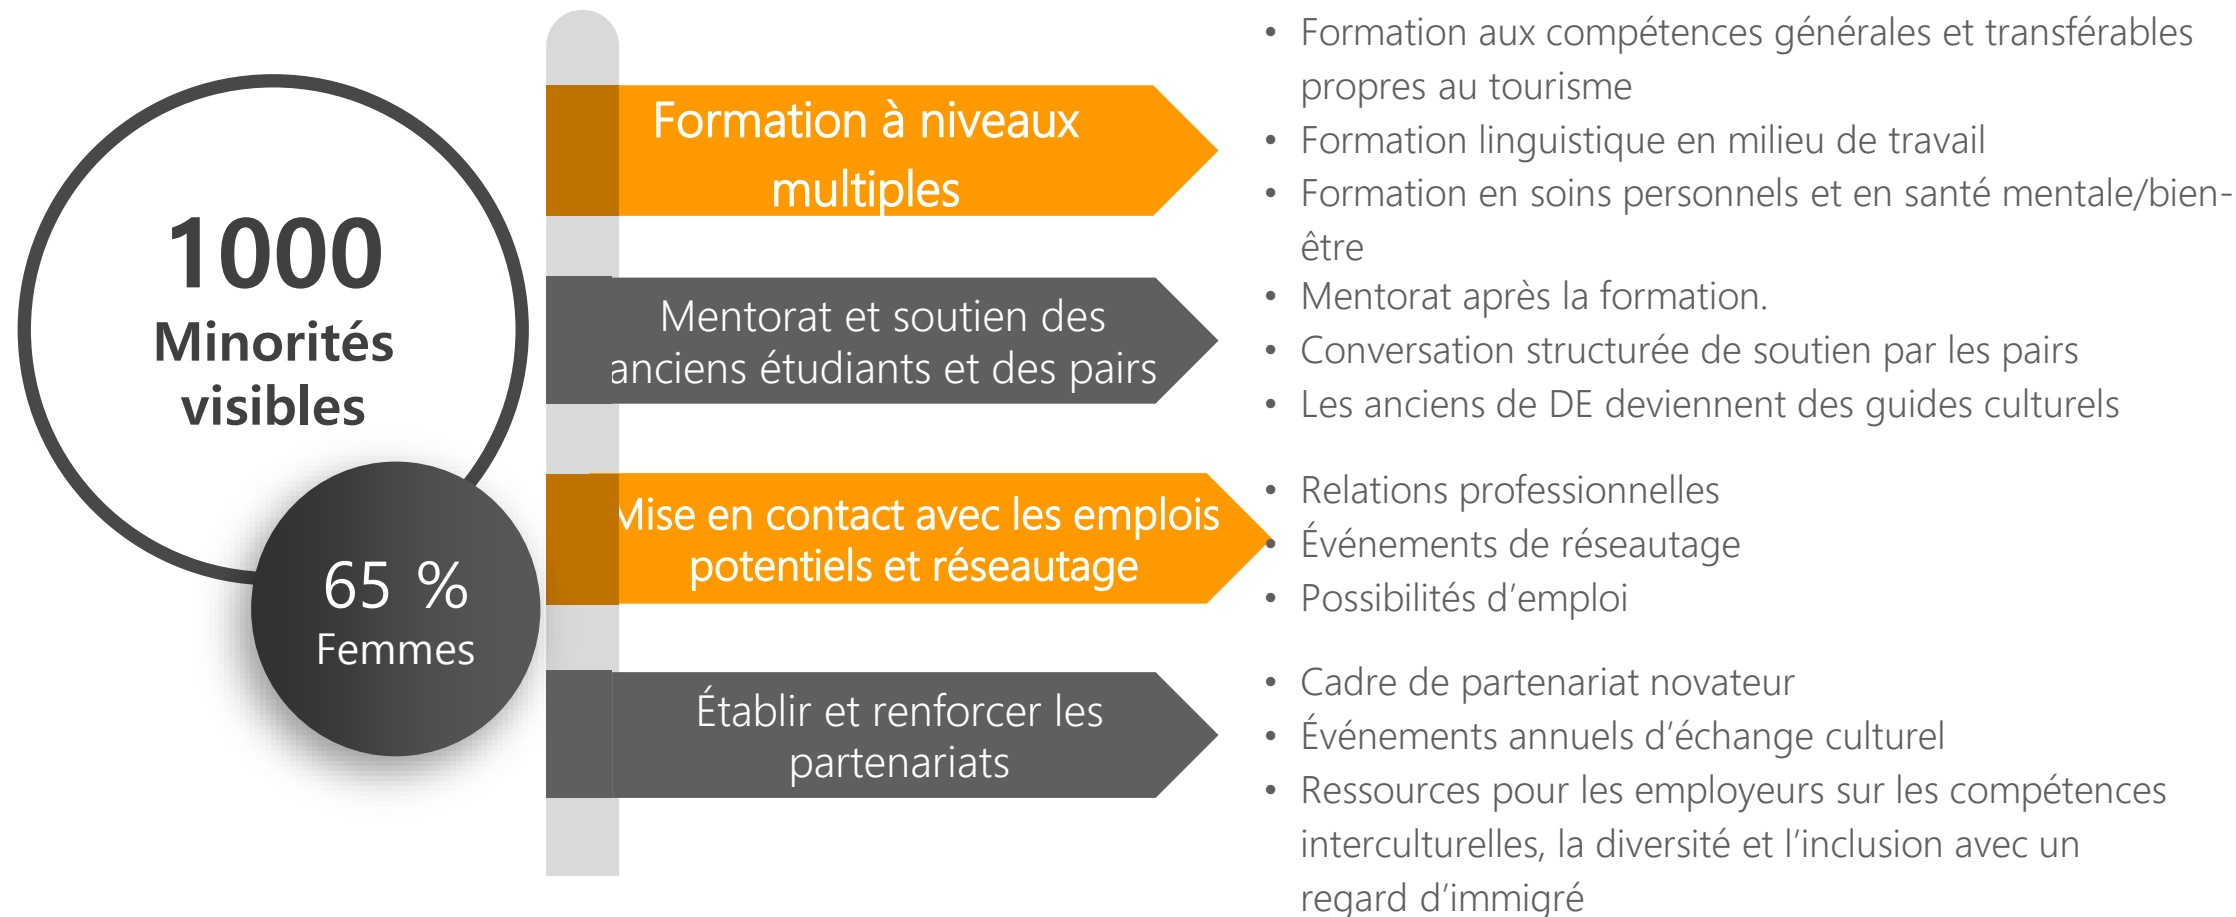 1000
Minorités
visibles
65 %
Femmes
Formation à niveaux
multiples
• Formation aux compétences générales et transférables
propres au tourisme
• Formation linguistique en milieu de travail
• Formation en soins personnels et en santé mentale/bien-
être
Mentorat et soutien des
anciens étudiants et des pairs
• Mentorat après la formation.
• Conversation structurée de soutien par les pairs
• Les anciens de DE deviennent des guides culturels
Mise en contact avec les emplois
potentiels et réseautage
• Relations professionnelles
• Événements de réseautage
• Possibilités d’emploi
Établir et renforcer les
partenariats
• Cadre de partenariat novateur
• Événements annuels d’échange culturel
• Ressources pour les employeurs sur les compétences
interculturelles, la diversité et l’inclusion avec un
regard d’immigré